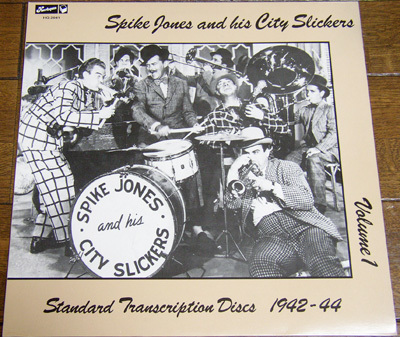 Spike Jones and his City Slickers
SPIKE JONES
and his
CITY SLICKERS
Volume 1
Standard Transcription Discs 1942-44